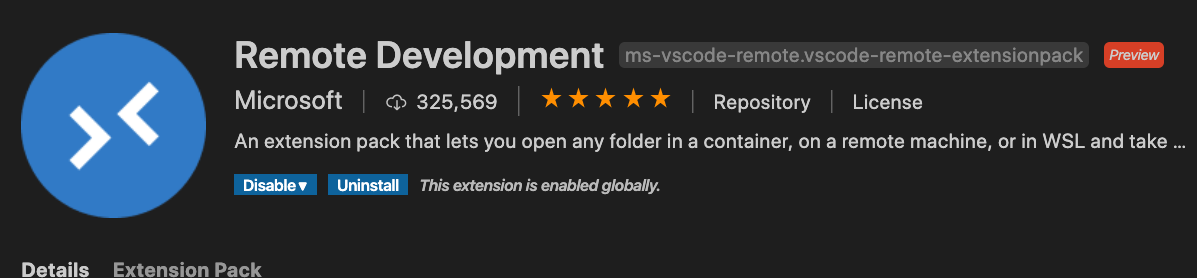 Remote Development ms-vscode-remote.vscode-remote-extensionpack Preview
Microsoft 325,569 Repository License
An extension pack that lets you open any folder in a container, on a remote machine, or in WSL and take ...
Disable Uninstall This extension is enabled globally.
Details Extension Pack